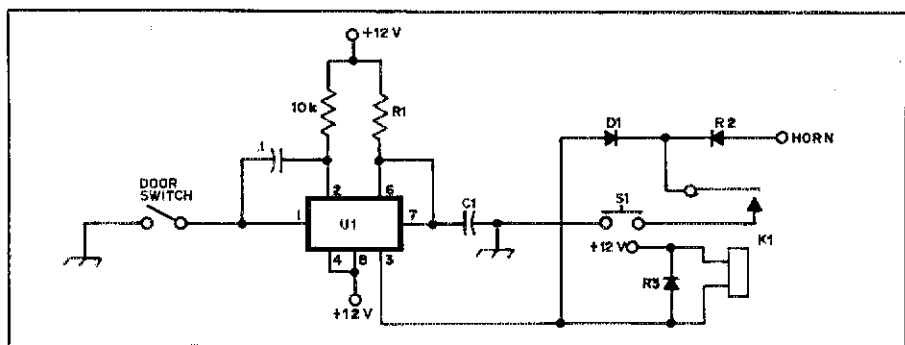 +12 V
10k
R1
.1
D1
R2
HORN
DOOR
SWITCH
2
6
1
U1
7
C1
S1
4
8
3
+12 V
K1
R3
+12 V